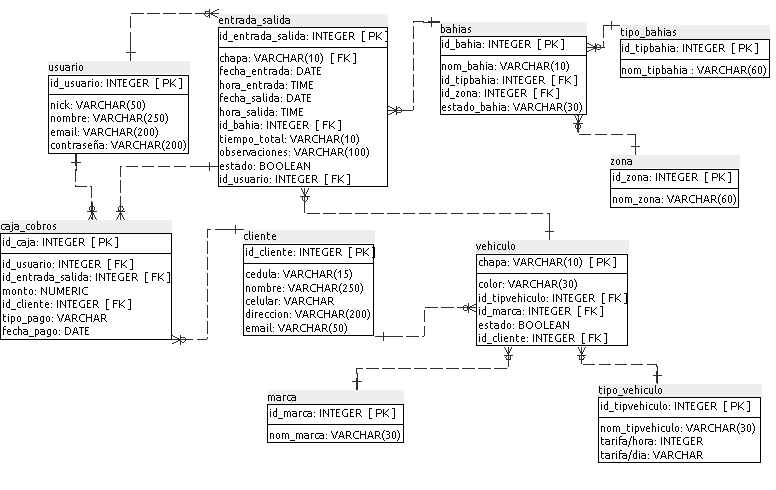 entrada_salida
id_entrada_salida: INTEGER [ PK ]
chapa: VARCHAR(10) [ FK ]
fecha_entrada: DATE
hora_entrada: TIME
fecha_salida: DATE
hora_salida: TIME
id_bahia: INTEGER [ FK ]
tiempo_total: VARCHAR(10)
observaciones: VARCHAR(100)
estado: BOOLEAN
id_usuario: INTEGER [ FK ]
bahias
id_bahia: INTEGER [ PK ]
nom_bahia: VARCHAR(10)
id_tipbahia: INTEGER [ FK ]
id_zona: INTEGER [ FK ]
estado_bahia: VARCHAR(30)
tipo_bahias
id_tipbahia: INTEGER [ PK ]
nom_tipbahia : VARCHAR(60)
usuario
id_usuario: INTEGER [ PK ]
nick: VARCHAR(50)
nombre: VARCHAR(250)
email: VARCHAR(200)
contraseña: VARCHAR(200)
zona
id_zona: INTEGER [ PK ]
nom_zona: VARCHAR(60)
caja_cobros
id_caja: INTEGER [ PK ]
id_usuario: INTEGER [ FK ]
id_entrada_salida: INTEGER [ FK ]
monto: NUMERIC
id_cliente: INTEGER [ FK ]
tipo_pago: VARCHAR
fecha_pago: DATE
cliente
id_cliente: INTEGER [ PK ]
cedula: VARCHAR(15)
nombre: VARCHAR(250)
celular: VARCHAR
direccion: VARCHAR(200)
email: VARCHAR(50)
vehiculo
chapa: VARCHAR(10) [ PK ]
color: VARCHAR(30)
id_tipvehiculo: INTEGER [ FK ]
id_marca: INTEGER [ FK ]
estado: BOOLEAN
id_cliente: INTEGER [ FK ]
marca
id_marca: INTEGER [ PK ]
nom_marca: VARCHAR(30)
tipo_vehiculo
id_tipvehiculo: INTEGER [ PK ]
nom_tipvehiculo: VARCHAR(30)
tarifa/hora: INTEGER
tarifa/dia: VARCHAR